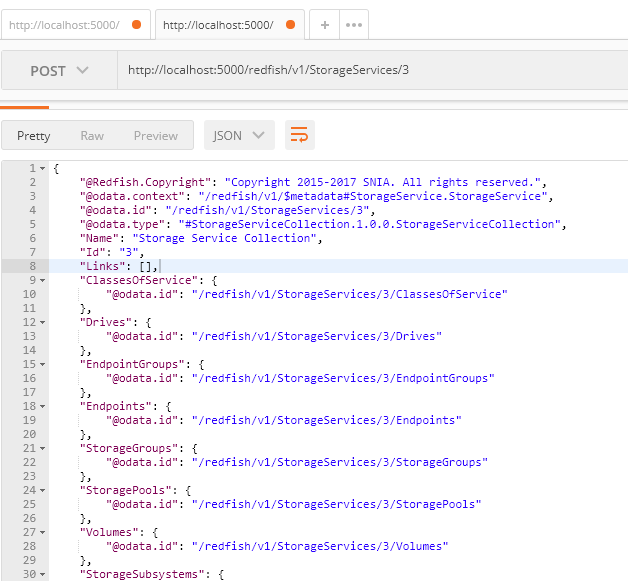 http://localhost:5000/ http://localhost:5000/ + •••
POST http://localhost:5000/redfish/v1/StorageServices/3
Pretty Raw Preview JSON
1 {
2 "@Redfish.Copyright": "Copyright 2015-2017 SNIA. All rights reserved.",
3 "@odata.context": "/redfish/v1/$metadata#StorageService.StorageService",
4 "@odata.id": "/redfish/v1/StorageServices/3",
5 "@odata.type": "#StorageServiceCollection.1.0.0.StorageServiceCollection",
6 "Name": "Storage Service Collection",
7 "Id": "3",
8 "Links": [],
9 "ClassesOfService": {
10 "@odata.id": "/redfish/v1/StorageServices/3/ClassesOfService"
11 },
12 "Drives": {
13 "@odata.id": "/redfish/v1/StorageServices/3/Drives"
14 },
15 "EndpointGroups": {
16 "@odata.id": "/redfish/v1/StorageServices/3/EndpointGroups"
17 },
18 "Endpoints": {
19 "@odata.id": "/redfish/v1/StorageServices/3/Endpoints"
20 },
21 "StorageGroups": {
22 "@odata.id": "/redfish/v1/StorageServices/3/StorageGroups"
23 },
24 "StoragePools": {
25 "@odata.id": "/redfish/v1/StorageServices/3/StoragePools"
26 },
27 "Volumes": {
28 "@odata.id": "/redfish/v1/StorageServices/3/Volumes"
29 },
30 "StorageSubsystems": {